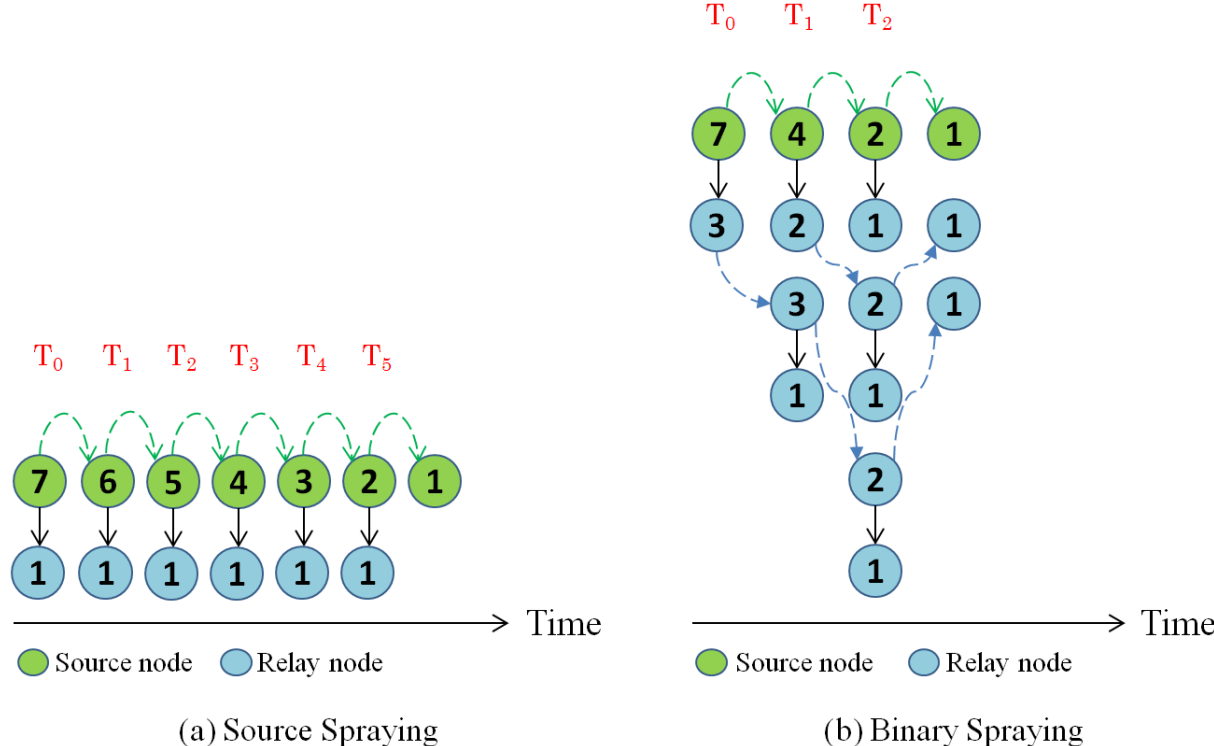 T0 T1 T2
7 4 2 1
3 2 1 1
3 2 1
1 1
2
1
T0 T1 T2 T3 T4 T5
7 6 5 4 3 2 1
1 1 1 1 1 1
Time
Time
Source node Relay node
Source node Relay node
(a) Source Spraying
(b) Binary Spraying